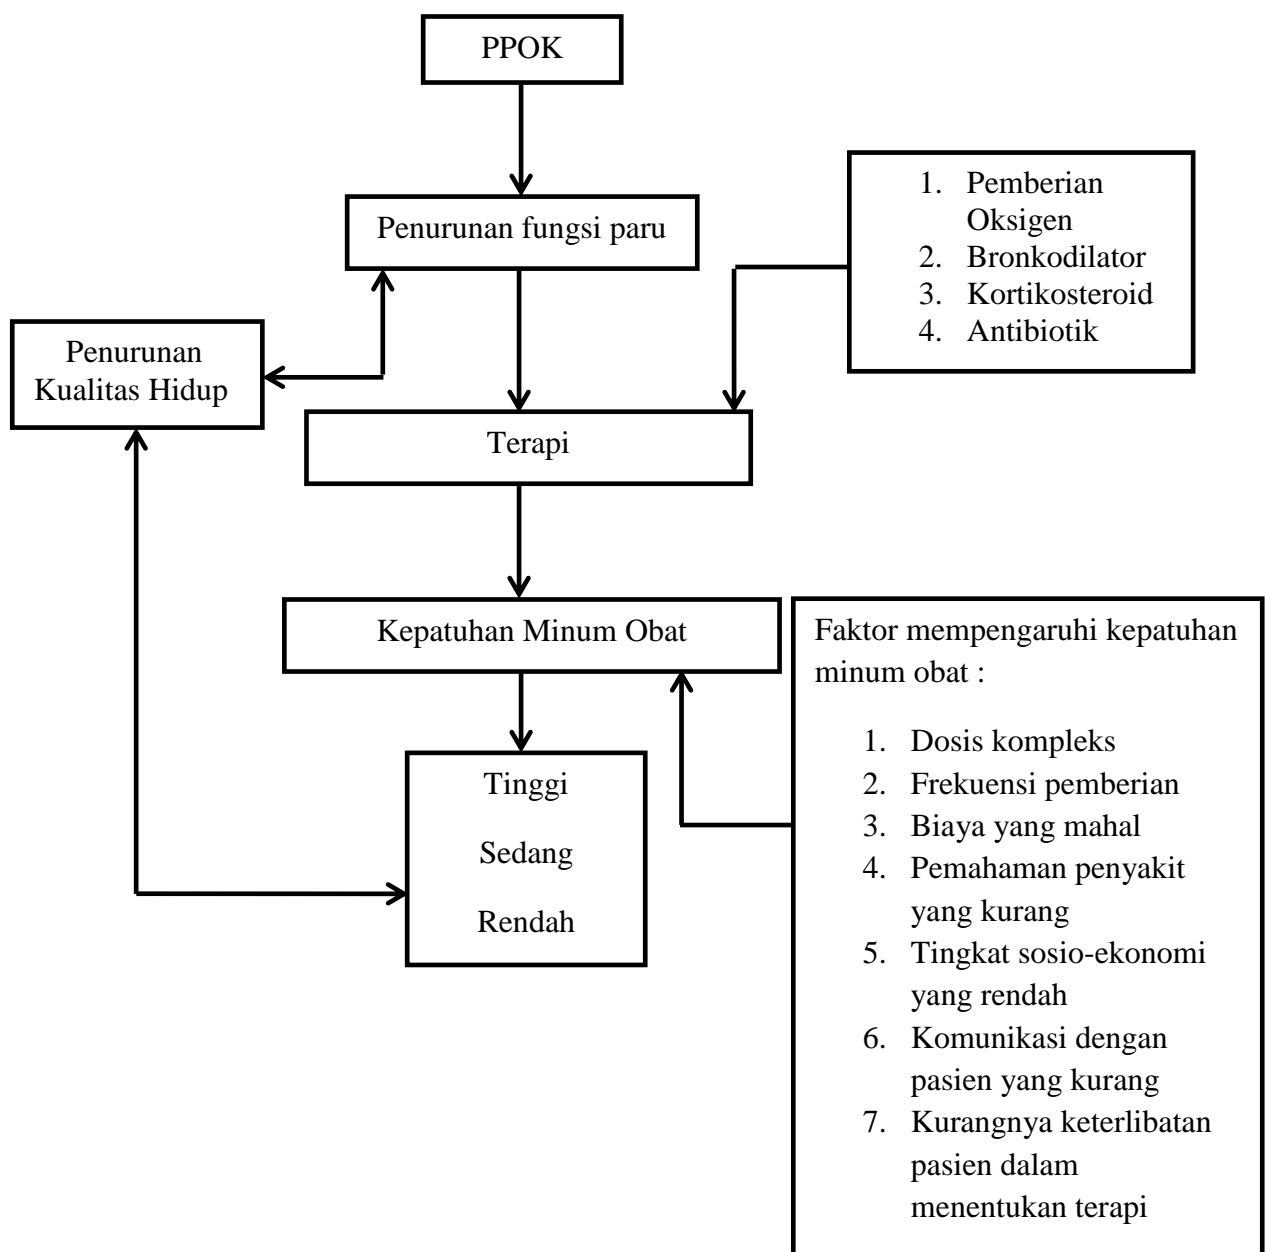 PPOK
Penurunan fungsi paru
1. Pemberian
Oksigen
2. Bronkodilator
3. Kortikosteroid
4. Antibiotik
Penurunan
Kualitas Hidup
Terapi
Kepatuhan Minum Obat
Faktor mempengaruhi kepatuhan
minum obat :
1. Dosis kompleks
2. Frekuensi pemberian
3. Biaya yang mahal
4. Pemahaman penyakit
yang kurang
5. Tingkat sosio-ekonomi
yang rendah
6. Komunikasi dengan
pasien yang kurang
7. Kurangnya keterlibatan
pasien dalam
menentukan terapi
Tinggi
Sedang
Rendah